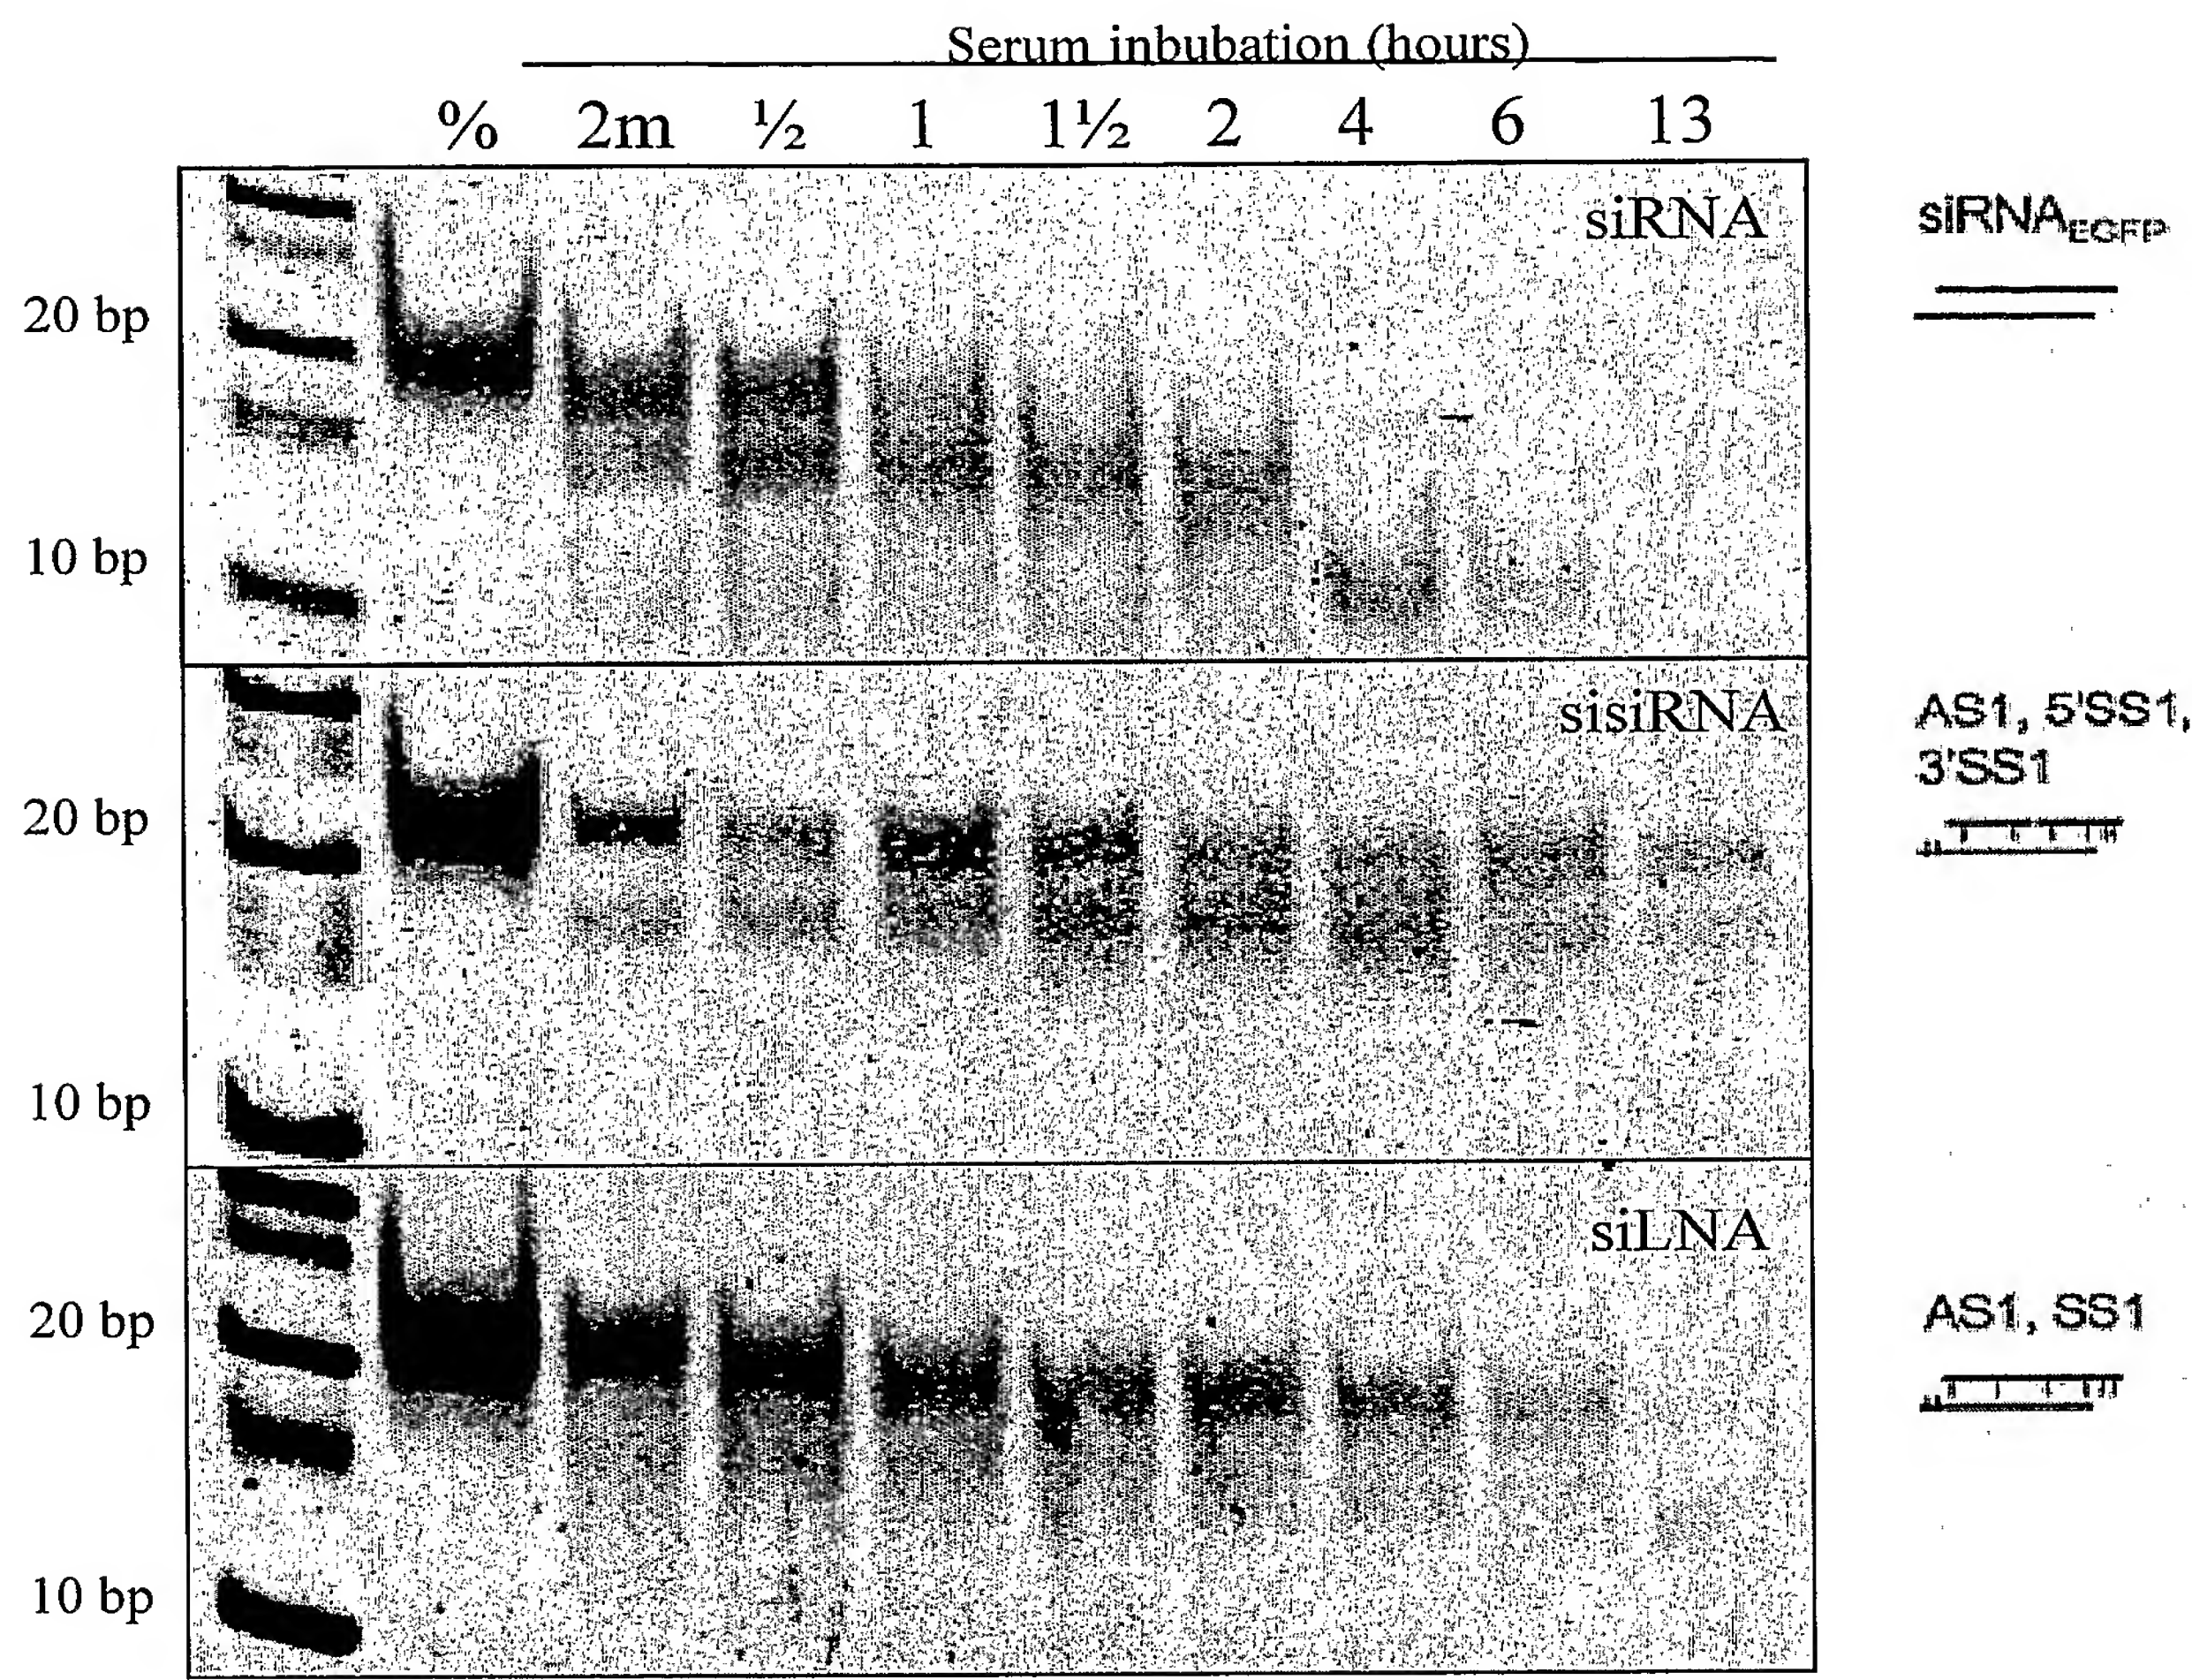 Serum inbubation (hours)
% 2m ½ 1 1½ 2 4 6 13
siRNA
siRNAEGFP
20 bp
10 bp
sisiRNA
AS1, 5'SS1,
3'SS1
20 bp
10 bp
siLNA
AS1, SS1
20 bp
10 bp